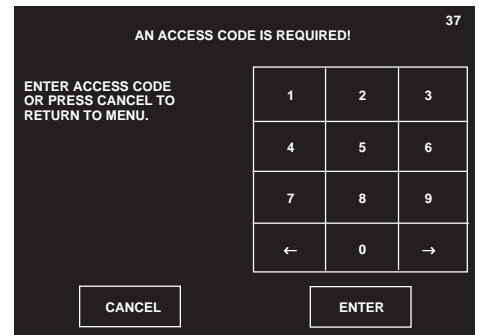 37
AN ACCESS CODE IS REQUIRED!
ENTER ACCESS CODE
OR PRESS CANCEL TO
RETURN TO MENU.
1 2 3
4 5 6
7 8 9
← 0 →
CANCEL ENTER